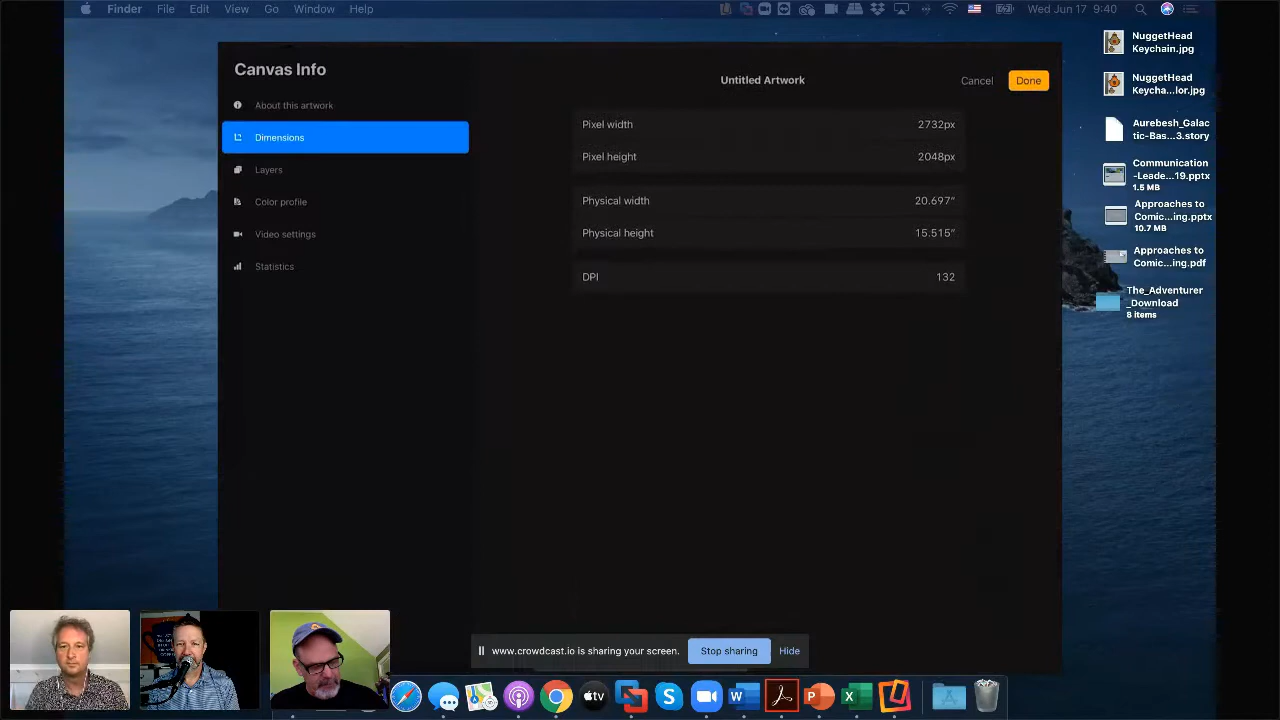 Finder File Edit View Go Window Help Wed Jun 17 9:40
NuggetHead
Keychain.jpg
NuggetHead
Keycha...lor.jpg
Aurebesh_Galac
tic-Bas...3.story
Communication
-Leade...19.pptx
1.5 MB
Approaches to
Comic...ing.pptx
10.7 MB
Approaches to
Comic...ing.pdf
The_Adventurer
_Download
8 items
Canvas Info
About this artwork
Dimensions
Layers
Color profile
Video settings
Statistics
Untitled Artwork Cancel Done
Pixel width 2732px
Pixel height 2048px
Physical width 20.697"
Physical height 15.515"
DPI 132
www.crowdcast.io is sharing your screen. Stop sharing Hide
tv S W P X